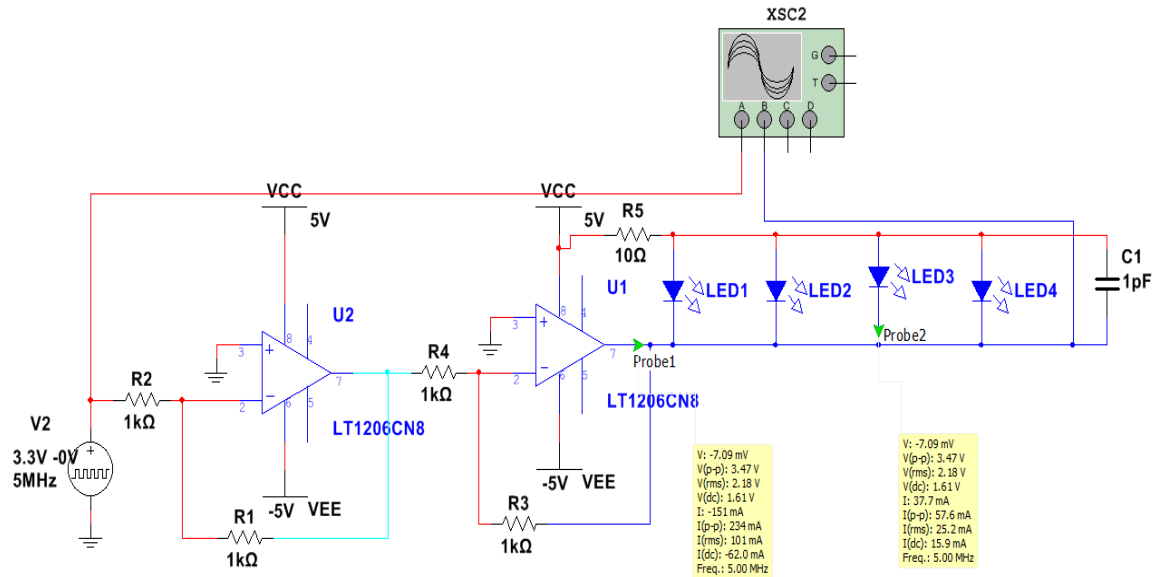 XSC2
G
T
A B C D
VCC
5V
VCC
5V
R5
10Ω
C1
1pF
LED1
LED2
LED3
LED4
U2
8
4
3
+
7
2
−
6
5
LT1206CN8
U1
8
4
3
+
7
2
−
6
5
LT1206CN8
Probe1
Probe2
R2
1kΩ
R4
1kΩ
V2
+
3.3V -0V
5MHz
-5V VEE
-5V VEE
R1
1kΩ
R3
1kΩ
V: -7.09 mV
V(p-p): 3.47 V
V(rms): 2.18 V
V(dc): 1.61 V
I: -151 mA
I(p-p): 234 mA
I(rms): 101 mA
I(dc): -62.0 mA
Freq.: 5.00 MHz
V: -7.09 mV
V(p-p): 3.47 V
V(rms): 2.18 V
V(dc): 1.61 V
I: 37.7 mA
I(p-p): 57.6 mA
I(rms): 25.2 mA
I(dc): 15.9 mA
Freq.: 5.00 MHz